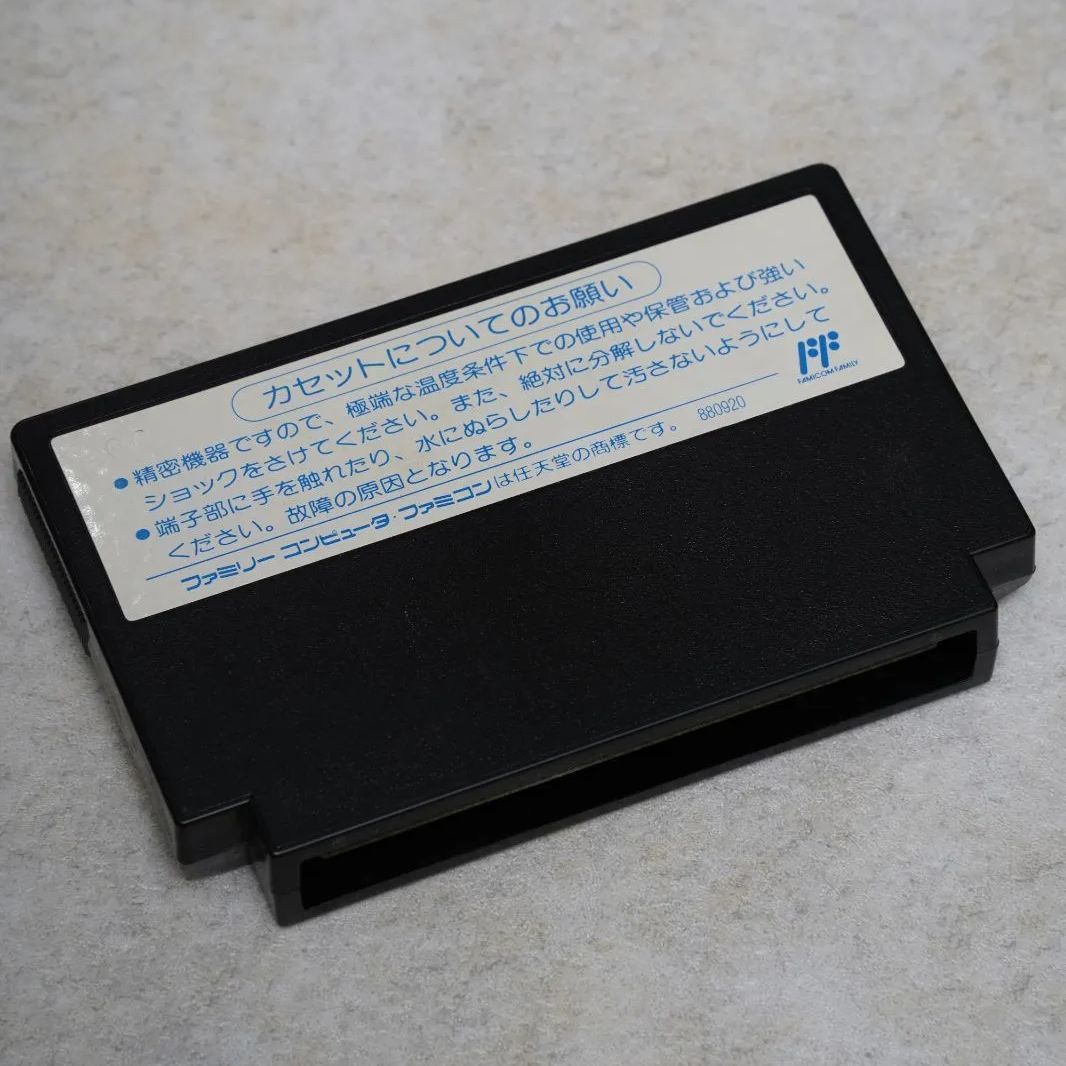 カセットについてのお願い
●精密機器ですので、極端な温度条件下での使用や保管および強い
ショックをさけてください。また、絶対に分解しないでください。
●端子部に手を触れたり、水にぬらしたりして汚さないようにして
ください。故障の原因となります。
ファミリー コンピュータ・ファミコンは任天堂の商標です。 880920
FAMICOM FAMILY